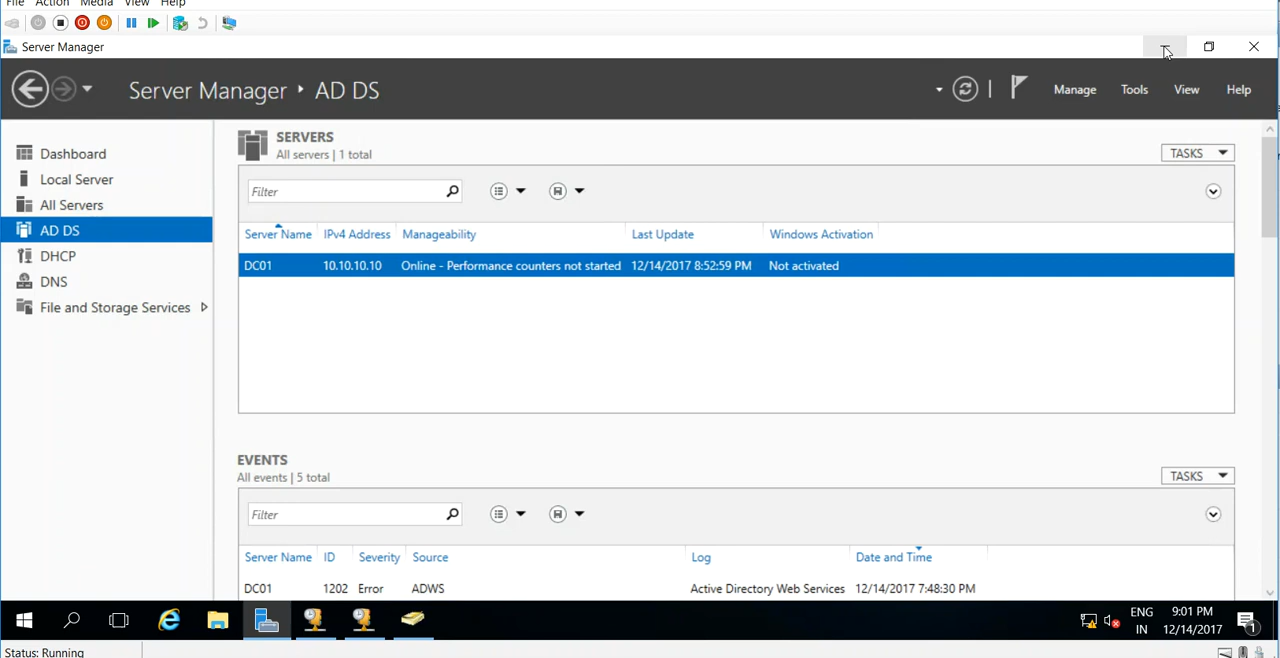 File Action Media View Help
Server Manager
Server Manager ‣ AD DS
Manage Tools View Help
Dashboard
Local Server
All Servers
AD DS
DHCP
DNS
File and Storage Services
SERVERS
All servers | 1 total
TASKS
Filter
Server Name IPv4 Address Manageability Last Update Windows Activation
DC01 10.10.10.10 Online - Performance counters not started 12/14/2017 8:52:59 PM Not activated
EVENTS
All events | 5 total
TASKS
Filter
Server Name ID Severity Source Log Date and Time
DC01 1202 Error ADWS Active Directory Web Services 12/14/2017 7:48:30 PM
ENG 9:01 PM
IN 12/14/2017
1
Status: Running